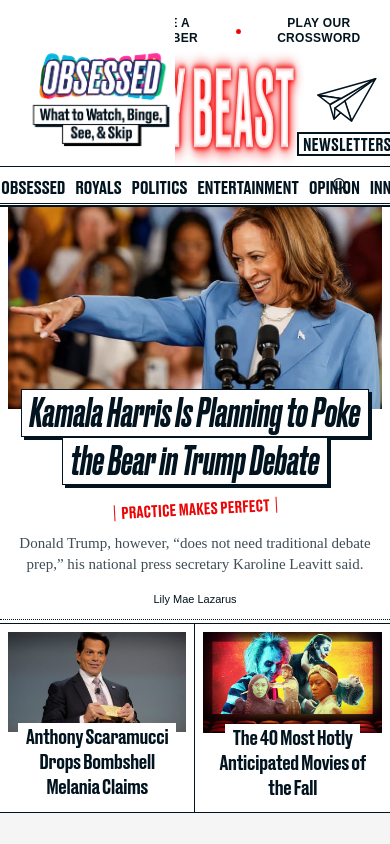 E A
BER
PLAY OUR
CROSSWORD
OBSESSED
What to Watch, Binge,
See, & Skip
Y BEAST
NEWSLETTERS
OBSESSED ROYALS POLITICS ENTERTAINMENT OPINION INN
Kamala Harris Is Planning to Poke
the Bear in Trump Debate
PRACTICE MAKES PERFECT
Donald Trump, however, “does not need traditional debate
prep,” his national press secretary Karoline Leavitt said.
Lily Mae Lazarus
Anthony Scaramucci
Drops Bombshell
Melania Claims
The 40 Most Hotly
Anticipated Movies of
the Fall